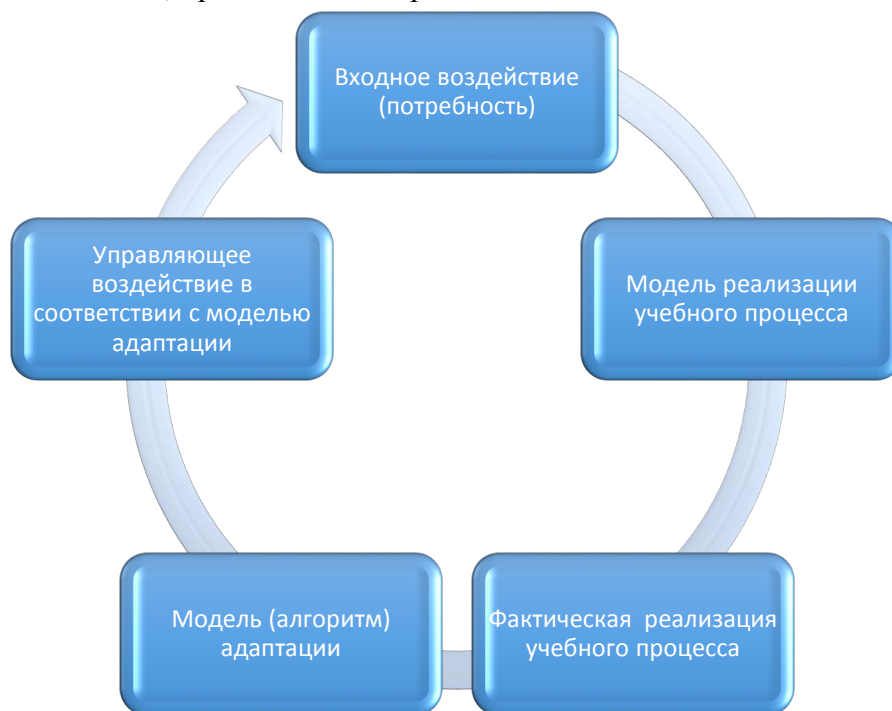 Входное воздействие
(потребность)
Модель реализации
учебного процесса
Фактическая реализация
учебного процесса
Модель (алгоритм)
адаптации
Управляющее
воздействие в
соответствии с моделью
адаптации